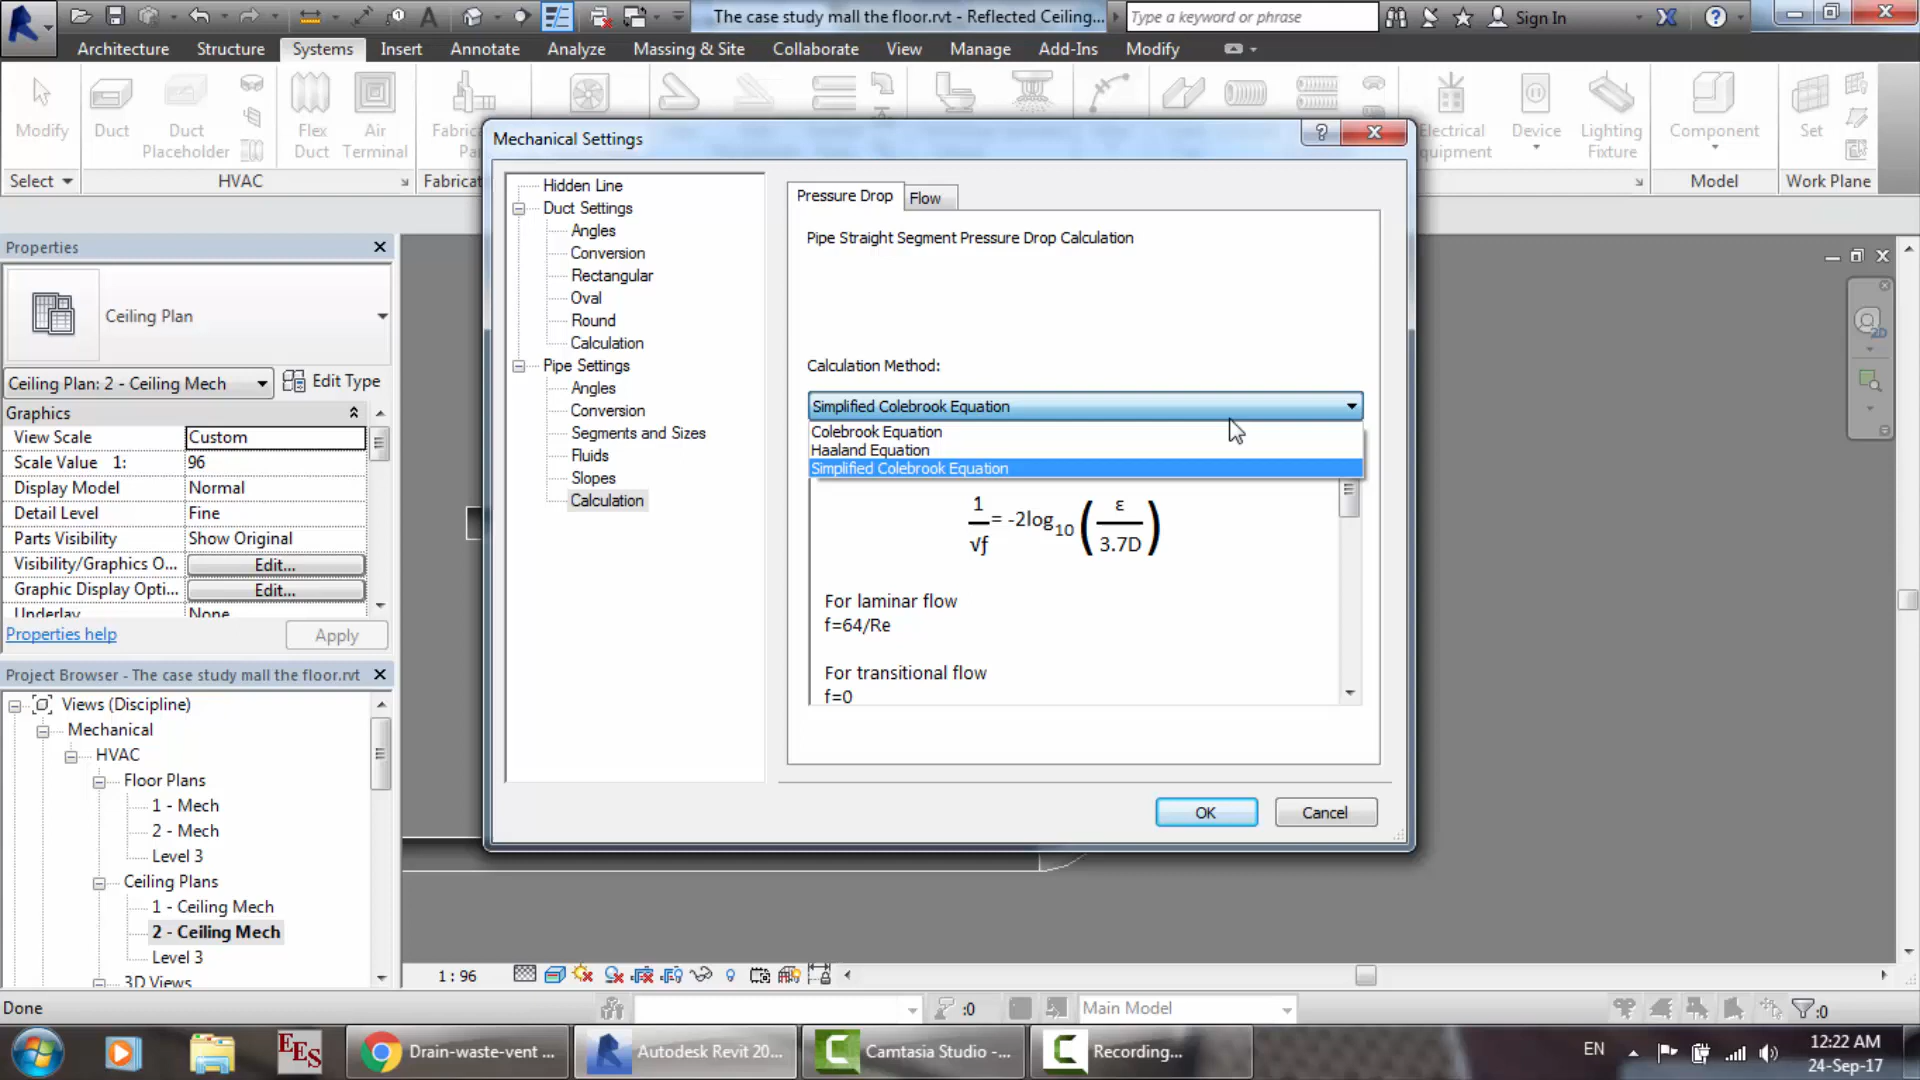 The case study mall the floor.rvt - Reflected Ceiling...
Type a keyword or phrase
Sign In
Architecture Structure Systems Insert Annotate Analyze Massing & Site Collaborate View Manage Add-Ins Modify
Modify
Duct
Duct
Placeholder
Flex
Duct
Air
Terminal
Fabrica
Pa
Electrical
quipment
Device
Lighting
Fixture
Component
Set
Select
HVAC
Fabricat
Model
Work Plane
Mechanical Settings
Hidden Line
Duct Settings
Angles
Conversion
Rectangular
Oval
Round
Calculation
Pipe Settings
Angles
Conversion
Segments and Sizes
Fluids
Slopes
Calculation
Pressure Drop
Flow
Pipe Straight Segment Pressure Drop Calculation
Calculation Method:
Simplified Colebrook Equation
Colebrook Equation
Haaland Equation
Simplified Colebrook Equation
1/√ƒ = -2log10 (ε/3.7D)
For laminar flow
f=64/Re
For transitional flow
f=0
OK
Cancel
Properties
Ceiling Plan
Ceiling Plan: 2 - Ceiling Mech
Edit Type
Graphics
View Scale Custom
Scale Value 1: 96
Display Model Normal
Detail Level Fine
Parts Visibility Show Original
Visibility/Graphics O... Edit...
Graphic Display Opti... Edit...
Underlay None
Properties help
Apply
Project Browser - The case study mall the floor.rvt
Views (Discipline)
Mechanical
HVAC
Floor Plans
1 - Mech
2 - Mech
Level 3
Ceiling Plans
1 - Ceiling Mech
2 - Ceiling Mech
Level 3
3D Views
2D
1 : 96
Done
:0
Main Model
:0
EES
Drain-waste-vent ...
Autodesk Revit 20...
Camtasia Studio -...
Recording...
EN
12:22 AM
24-Sep-17